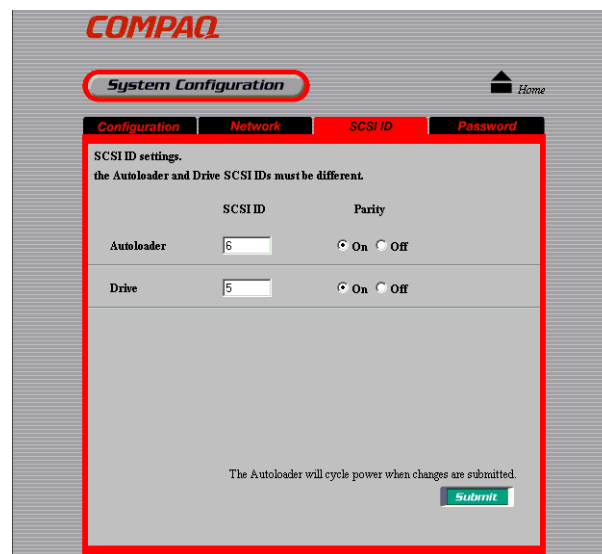 COMPAQ
System Configuration
Home
Configuration Network SCSI ID Password
SCSI ID settings.
the Autoloader and Drive SCSI IDs must be different.
SCSI ID Parity
Autoloader 6 On Off
Drive 5 On Off
The Autoloader will cycle power when changes are submitted.
Submit